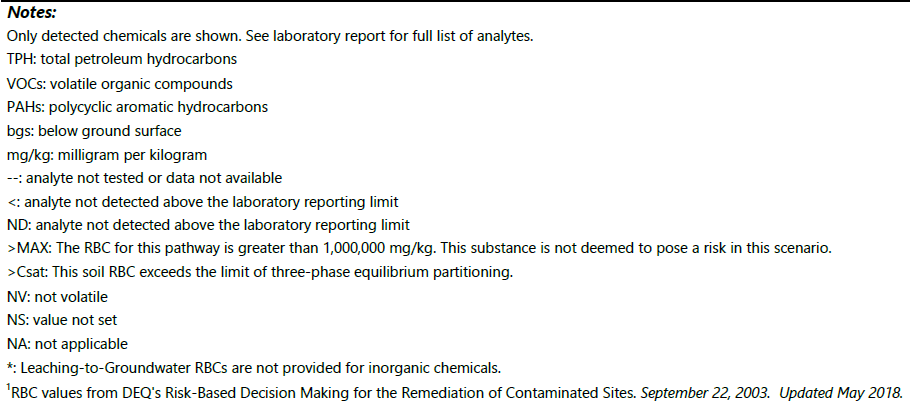 Notes:
Only detected chemicals are shown. See laboratory report for full list of analytes.
TPH: total petroleum hydrocarbons
VOCs: volatile organic compounds
PAHs: polycyclic aromatic hydrocarbons
bgs: below ground surface
mg/kg: milligram per kilogram
--: analyte not tested or data not available
<: analyte not detected above the laboratory reporting limit
ND: analyte not detected above the laboratory reporting limit
>MAX: The RBC for this pathway is greater than 1,000,000 mg/kg. This substance is not deemed to pose a risk in this scenario.
>Csat: This soil RBC exceeds the limit of three-phase equilibrium partitioning.
NV: not volatile
NS: value not set
NA: not applicable
*: Leaching-to-Groundwater RBCs are not provided for inorganic chemicals.
¹RBC values from DEQ's Risk-Based Decision Making for the Remediation of Contaminated Sites. September 22, 2003. Updated May 2018.